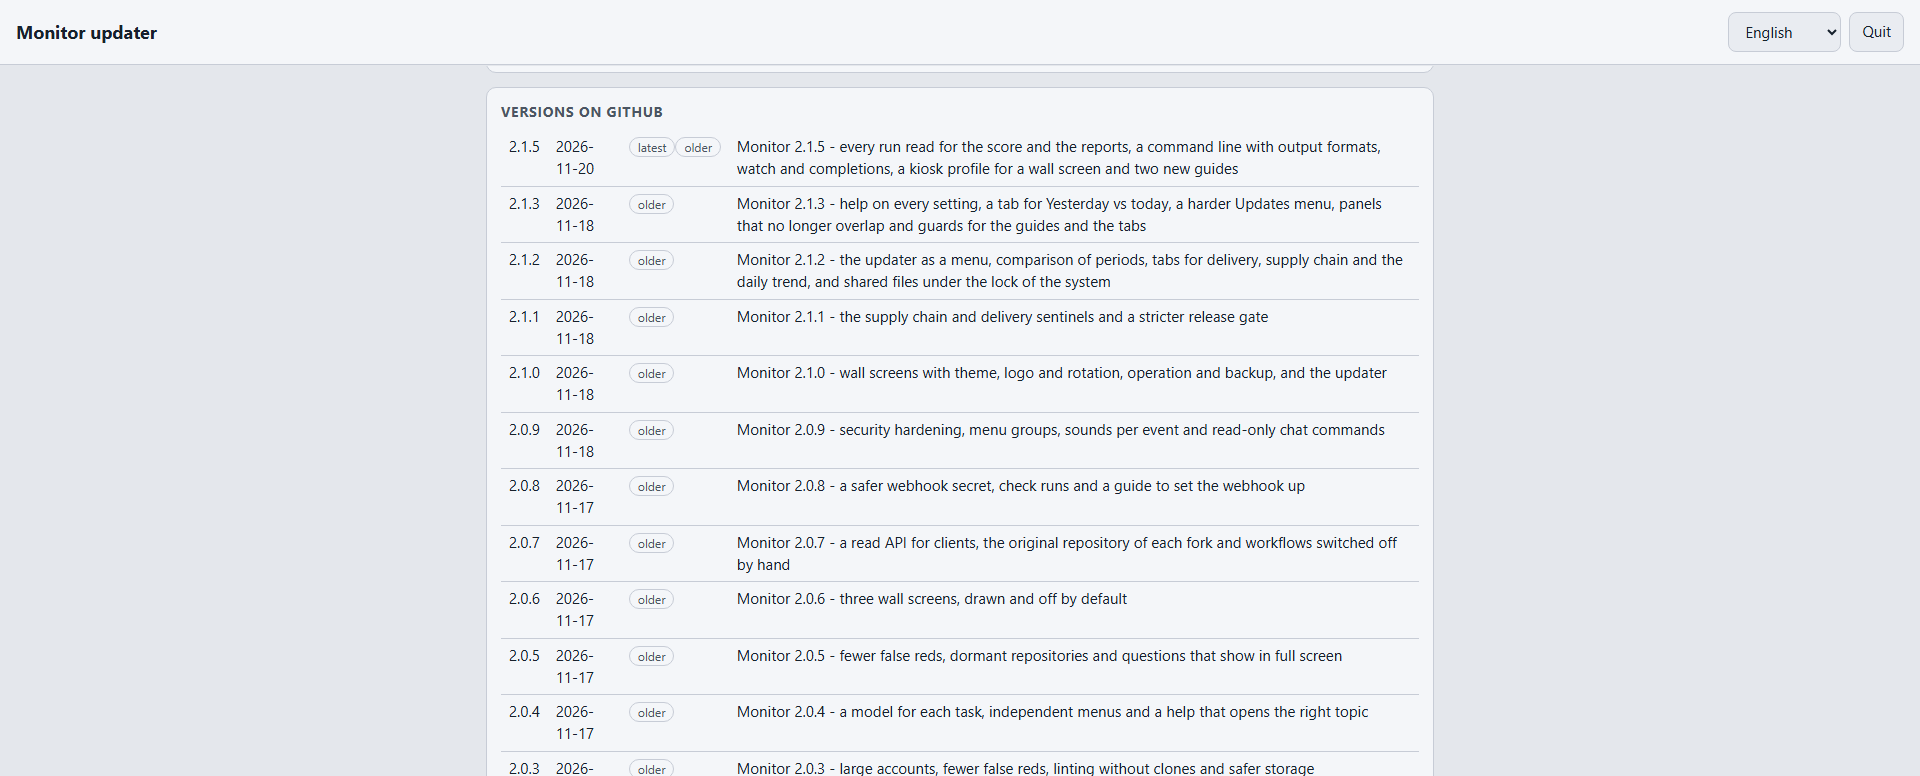 Monitor updater
English
Quit
VERSIONS ON GITHUB
2.1.5 2026-11-20 latest older Monitor 2.1.5 - every run read for the score and the reports, a command line with output formats,
watch and completions, a kiosk profile for a wall screen and two new guides
2.1.3 2026-11-18 older Monitor 2.1.3 - help on every setting, a tab for Yesterday vs today, a harder Updates menu, panels
that no longer overlap and guards for the guides and the tabs
2.1.2 2026-11-18 older Monitor 2.1.2 - the updater as a menu, comparison of periods, tabs for delivery, supply chain and the
daily trend, and shared files under the lock of the system
2.1.1 2026-11-18 older Monitor 2.1.1 - the supply chain and delivery sentinels and a stricter release gate
2.1.0 2026-11-18 older Monitor 2.1.0 - wall screens with theme, logo and rotation, operation and backup, and the updater
2.0.9 2026-11-18 older Monitor 2.0.9 - security hardening, menu groups, sounds per event and read-only chat commands
2.0.8 2026-11-17 older Monitor 2.0.8 - a safer webhook secret, check runs and a guide to set the webhook up
2.0.7 2026-11-17 older Monitor 2.0.7 - a read API for clients, the original repository of each fork and workflows switched off
by hand
2.0.6 2026-11-17 older Monitor 2.0.6 - three wall screens, drawn and off by default
2.0.5 2026-11-17 older Monitor 2.0.5 - fewer false reds, dormant repositories and questions that show in full screen
2.0.4 2026-11-17 older Monitor 2.0.4 - a model for each task, independent menus and a help that opens the right topic
2.0.3 2026- older Monitor 2.0.3 - large accounts, fewer false reds, linting without clones and safer storage